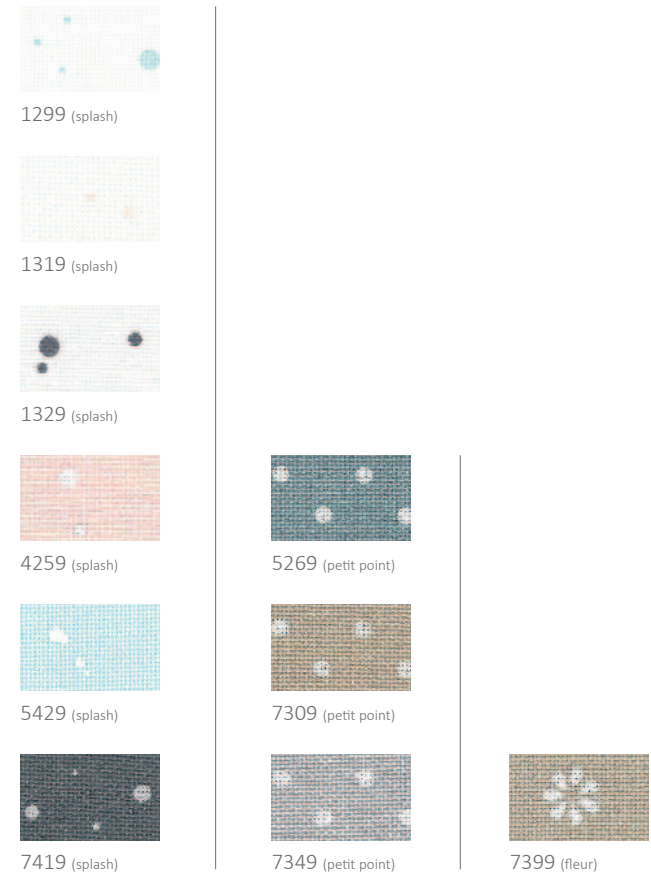 1299 (splash)
1319 (splash)
1329 (splash)
4259 (splash)
5429 (splash)
7419 (splash)
5269 (petit point)
7309 (petit point)
7349 (petit point)
7399 (fleur)